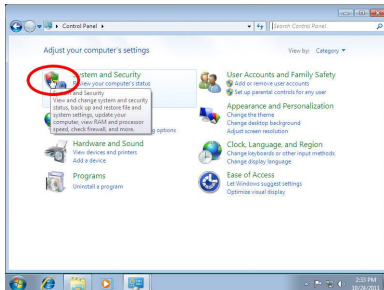 Control Panel
Search Control Panel
Adjust your computer's settings
View by: Category
System and Security
Review your computer's status
and Security
View and change system and security
status, back up and restore file and
system settings, update your
computer, view RAM and processor
speed, check firewall, and more.
g options
Hardware and Sound
View devices and printers
Add a device
Programs
Uninstall a program
User Accounts and Family Safety
Add or remove user accounts
Set up parental controls for any user
Appearance and Personalization
Change the theme
Change desktop background
Adjust screen resolution
Clock, Language, and Region
Change keyboards or other input methods
Change display language
Ease of Access
Let Windows suggest settings
Optimize visual display
2:33 PM
10/24/2011